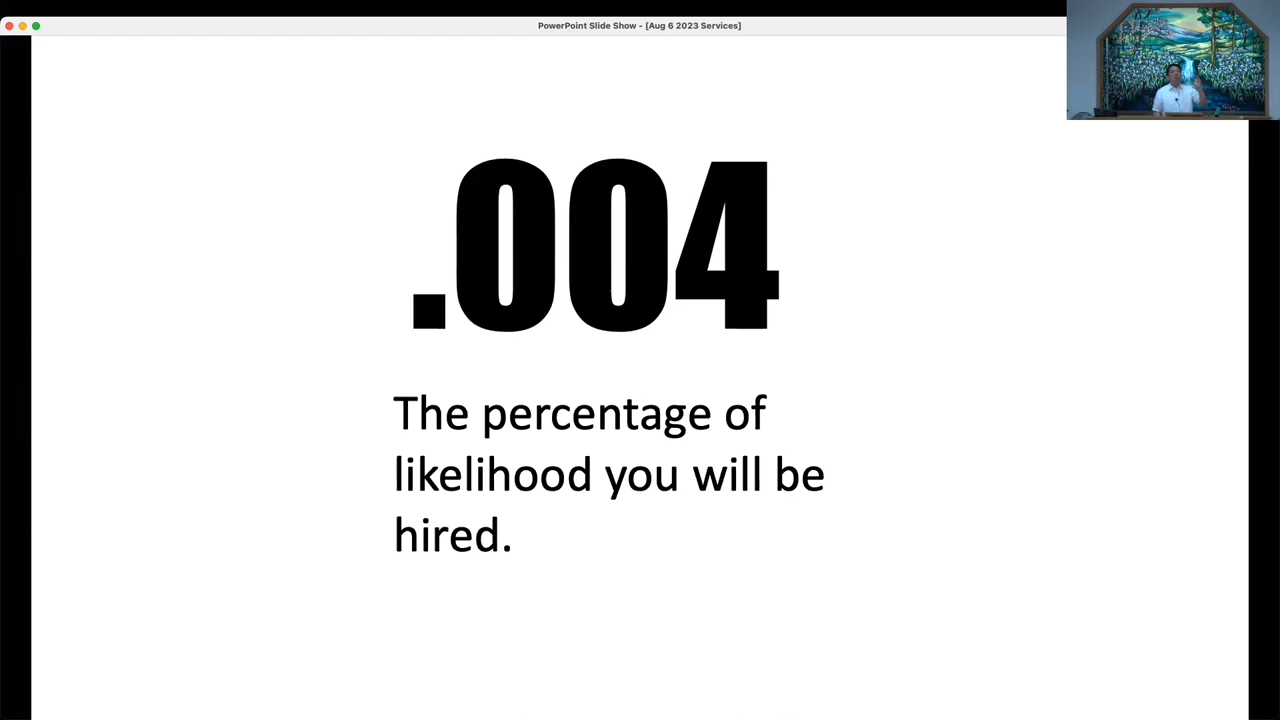 PowerPoint Slide Show - [Aug 6 2023 Services]
.004
The percentage of
likelihood you will be
hired.